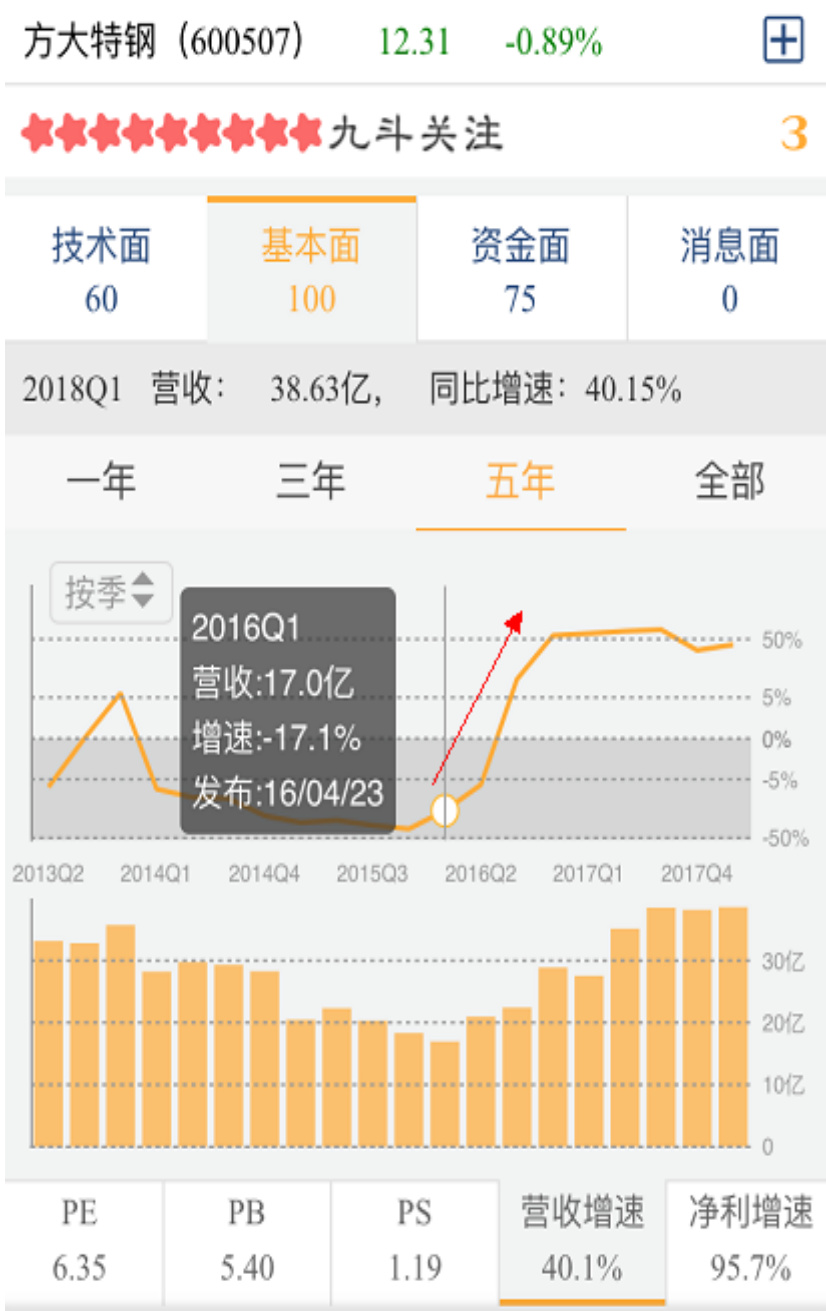 方大特钢（600507） 12.31 -0.89%
九斗关注 3
技术面 基本面 资金面 消息面
60 100 75 0
2018Q1 营收： 38.63亿， 同比增速：40.15%
一年 三年 五年 全部
按季
2016Q1
营收:17.0亿
增速:-17.1%
发布:16/04/23
50%
5%
0%
-5%
-50%
2013Q2 2014Q1 2014Q4 2015Q3 2016Q2 2017Q1 2017Q4
30亿
20亿
10亿
0
PE PB PS 营收增速 净利增速
6.35 5.40 1.19 40.1% 95.7%